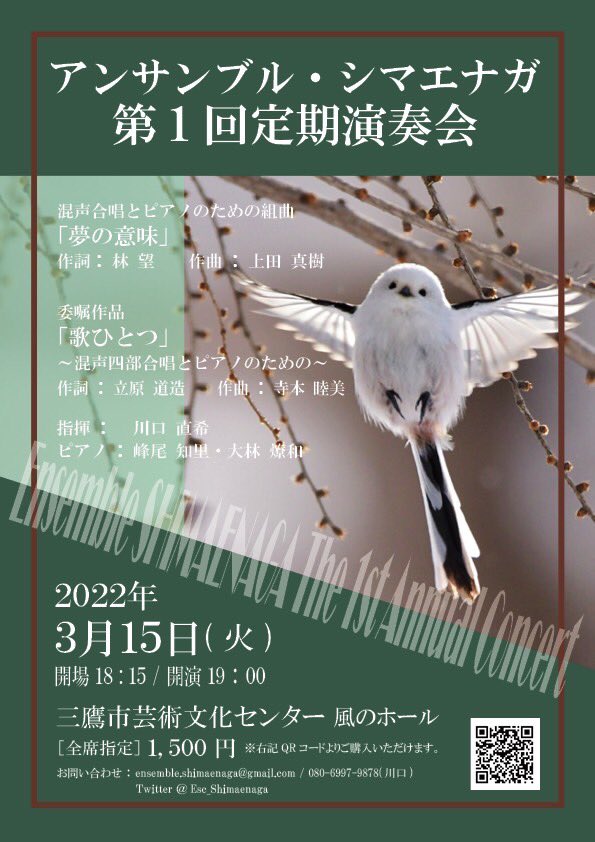 アンサンブル・シマエナガ
第1回定期演奏会
混声合唱とピアノのための組曲
「夢の意味」
作詞：林 望　作曲：上田 真樹
委嘱作品
「歌ひとつ」
～混声四部合唱とピアノのための～
作詞：立原 道造　作曲：寺本 睦美
指揮：　川口 直希
ピアノ：峰尾 知里・大林 燎和
Ensemble SHIMAENAGA The 1st Annual Concert
2022年
3月15日(火)
開場18:15 / 開演19：00
三鷹市芸術文化センター 風のホール
［全席指定］1,500 円 ※右記QRコードよりご購入いただけます。
お問い合わせ：ensemble.shimaenaga@gmail.com / 080-6997-9878(川口)
Twitter @ Esc_Shimaenaga